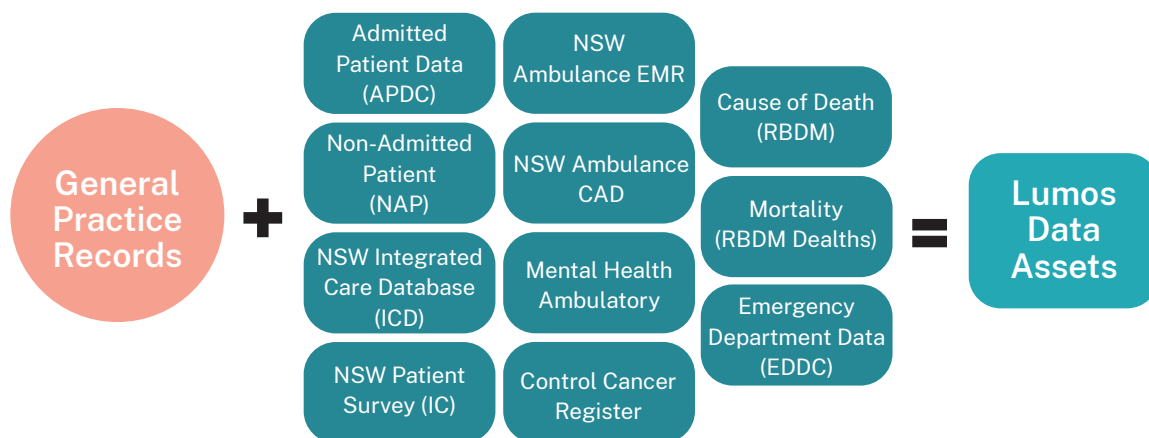 General
Practice
Records
+
Admitted
Patient Data
(APDC)
Non-Admitted
Patient
(NAP)
NSW Integrated
Care Database
(ICD)
NSW Patient
Survey (IC)
NSW
Ambulance EMR
NSW Ambulance
CAD
Mental Health
Ambulatory
Control Cancer
Register
Cause of Death
(RBDM)
Mortality
(RBDM Dealths)
Emergency
Department Data
(EDDC)
=
Lumos
Data
Assets